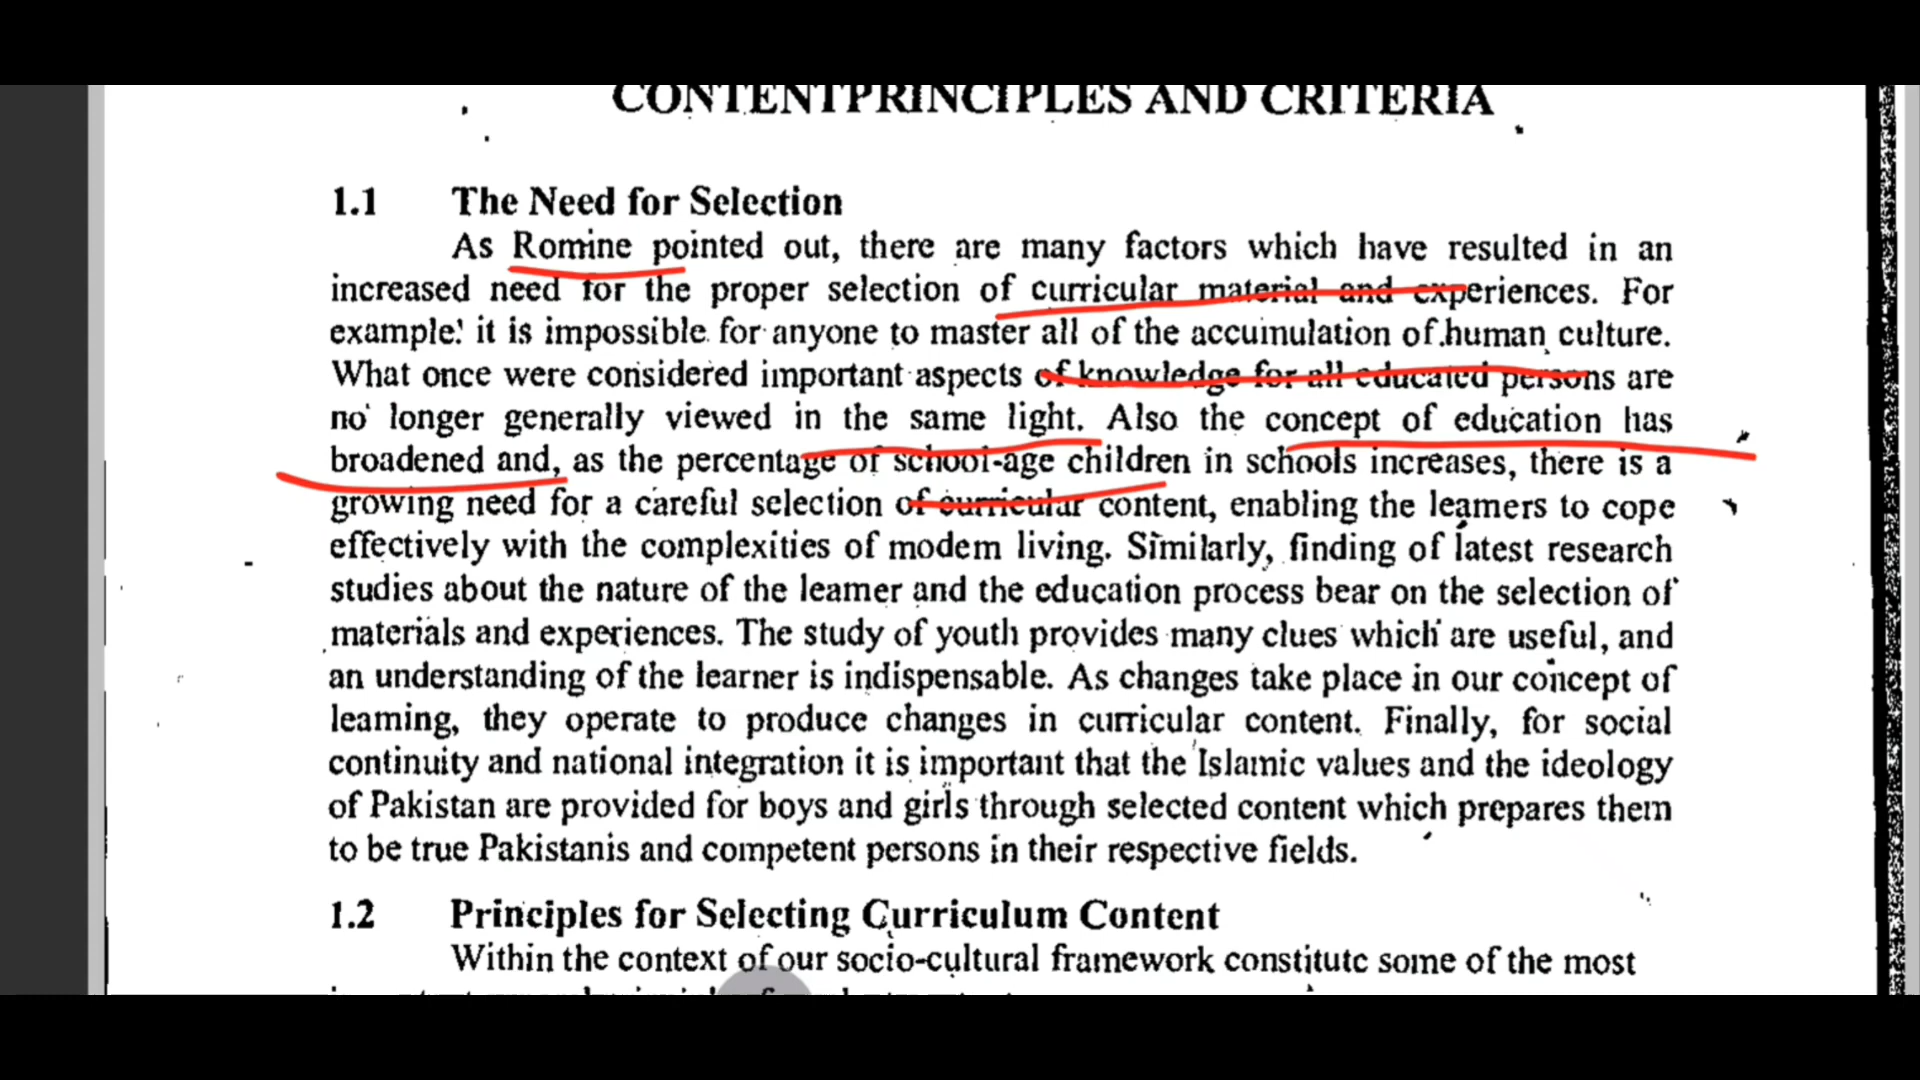 CONTENTPRINCIPLES AND CRITERIA
1.1 The Need for Selection
As Romine pointed out, there are many factors which have resulted in an
increased need for the proper selection of curricular material and experiences. For
example: it is impossible for anyone to master all of the accumulation of human culture.
What once were considered important aspects of knowledge for all educated persons are
no longer generally viewed in the same light. Also the concept of education has
broadened and, as the percentage of school-age children in schools increases, there is a
growing need for a careful selection of curricular content, enabling the leamers to cope
effectively with the complexities of modem living. Similarly, finding of latest research
studies about the nature of the leamer and the education process bear on the selection of
materials and experiences. The study of youth provides many clues which are useful, and
an understanding of the learner is indispensable. As changes take place in our concept of
leaming, they operate to produce changes in curricular content. Finally, for social
continuity and national integration it is important that the Islamic values and the ideology
of Pakistan are provided for boys and girls through selected content which prepares them
to be true Pakistanis and competent persons in their respective fields.
1.2 Principles for Selecting Curriculum Content
Within the context of our socio-cultural framework constitute some of the most